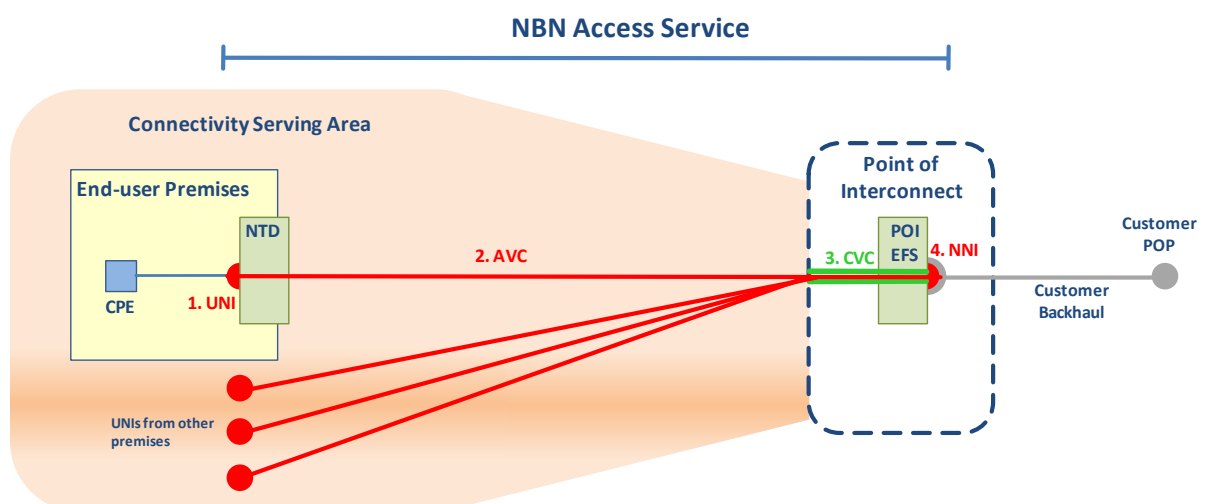 NBN Access Service
Connectivity Serving Area
End-user Premises
NTD
CPE
1. UNI
2. AVC
UNIs from other
premises
Point of
Interconnect
3. CVC
POI
EFS
4. NNI
Customer
POP
Customer
Backhaul